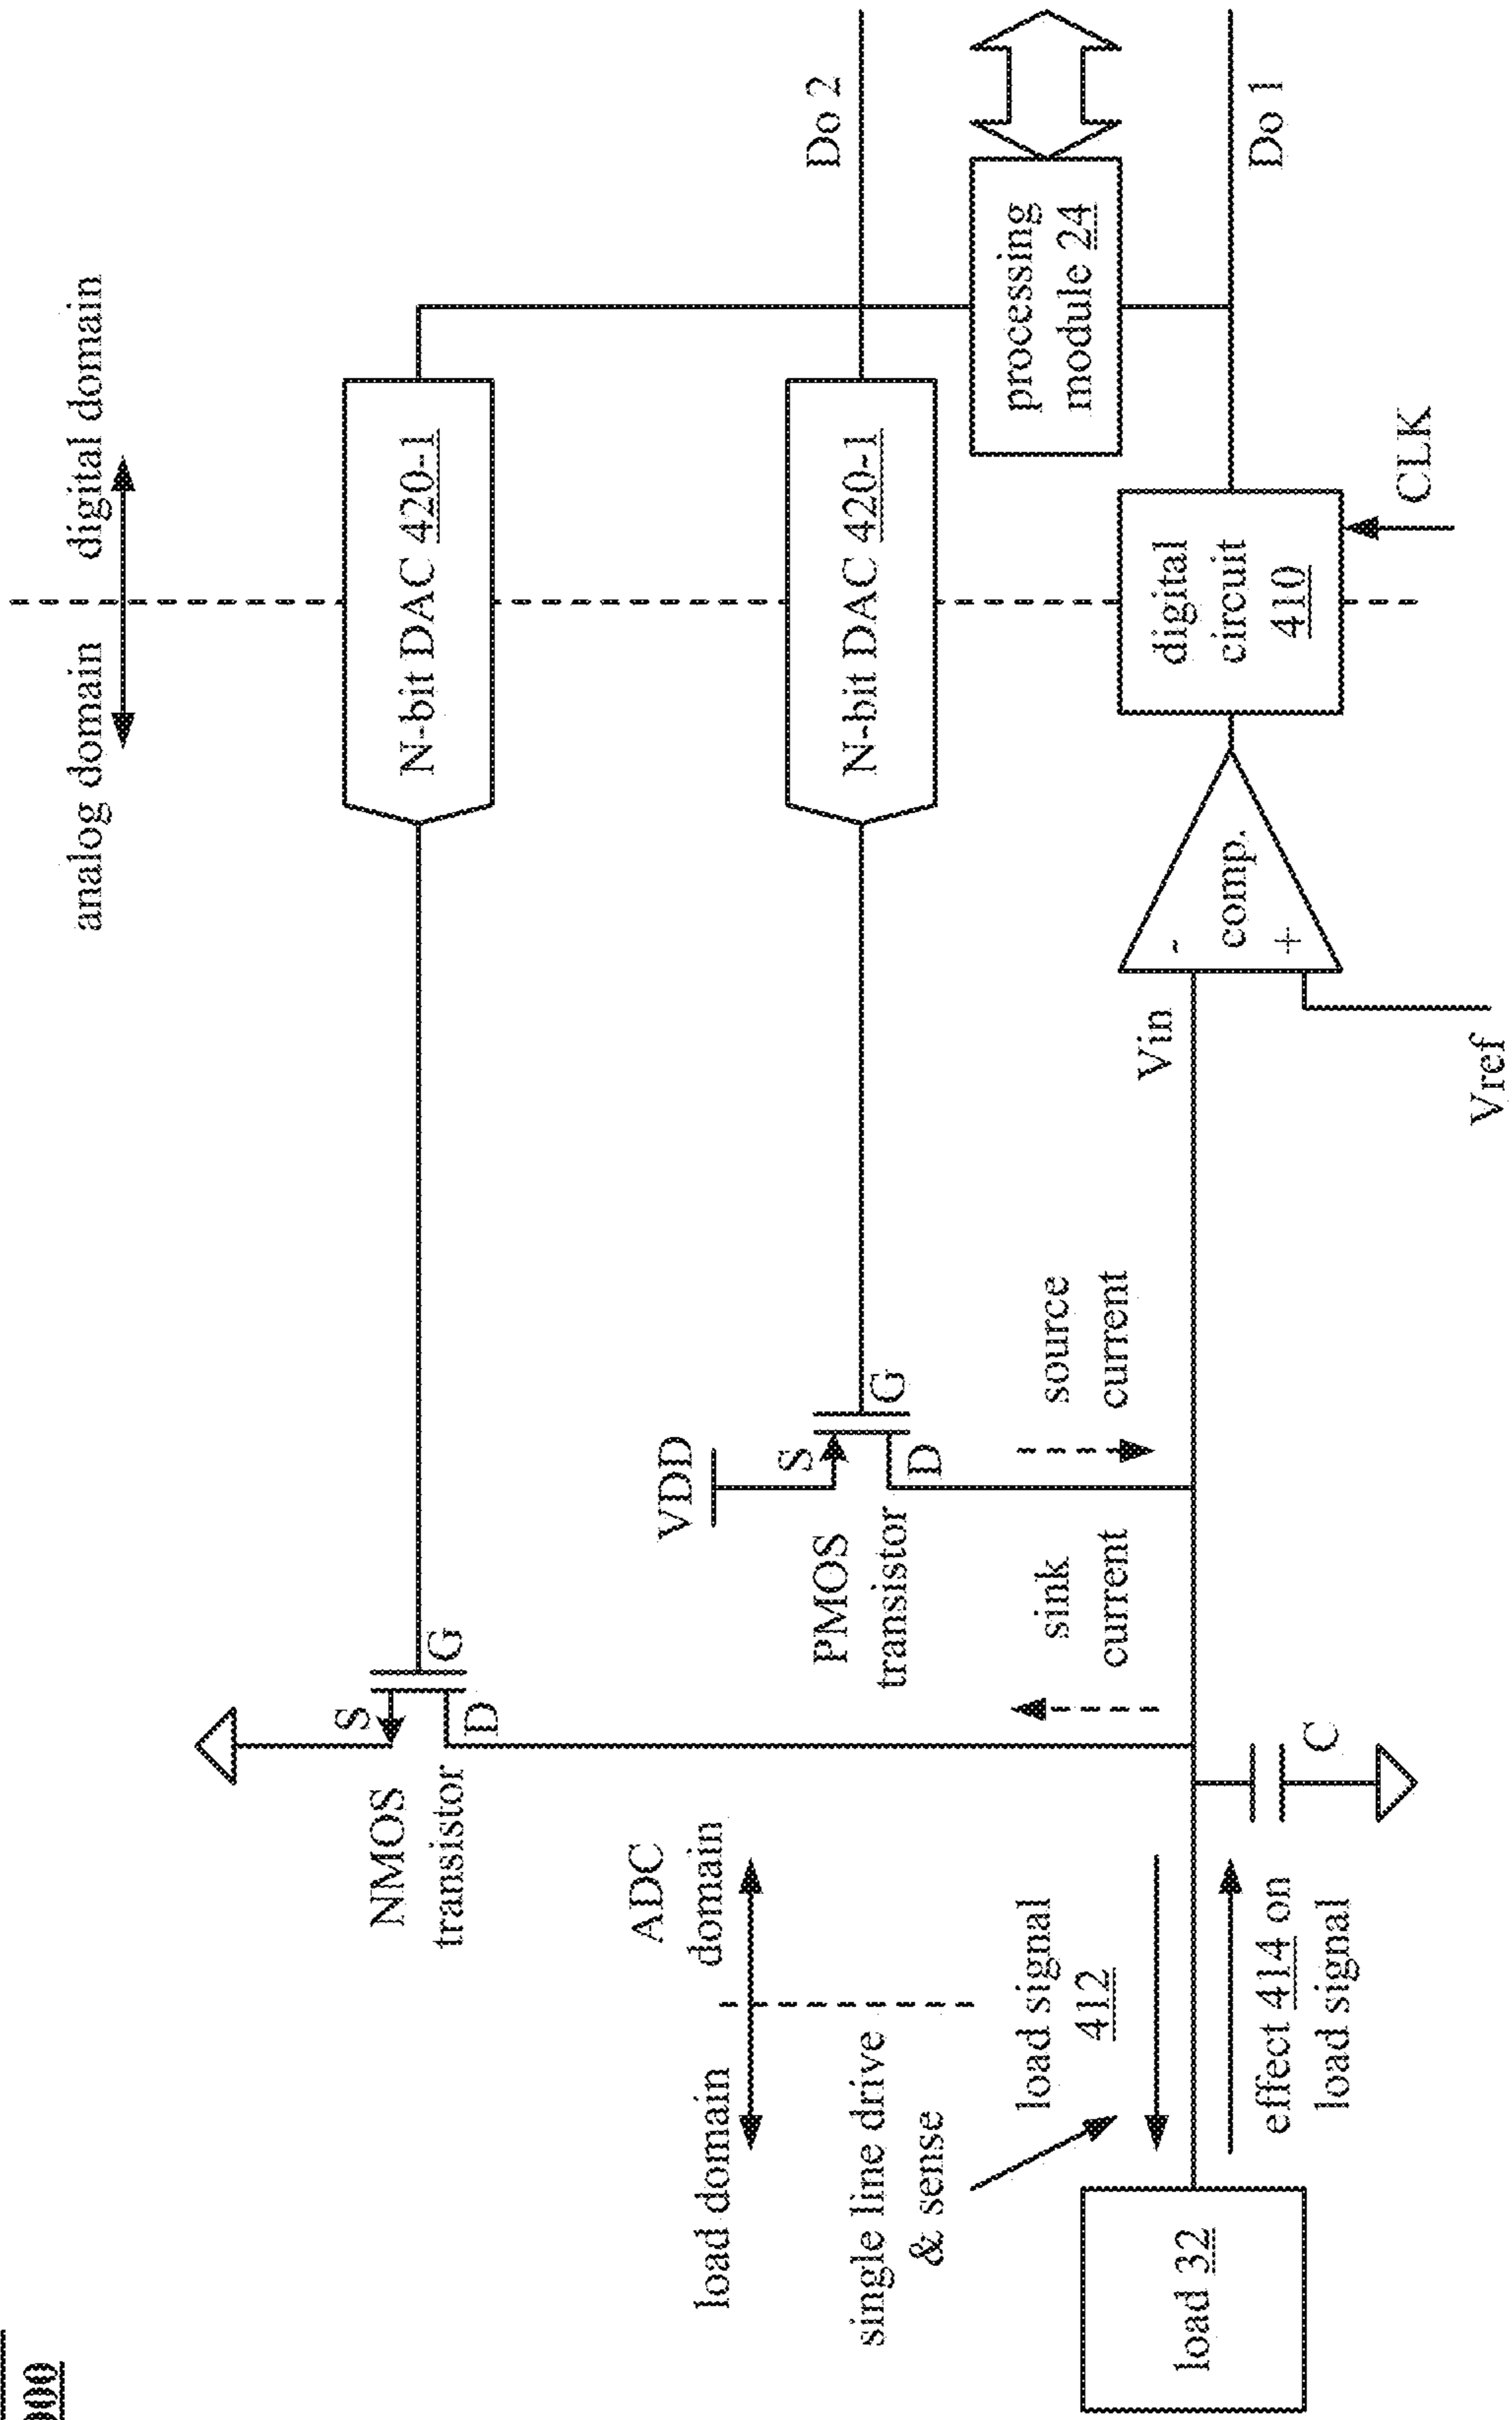 analog domain
digital domain
N-bit DAC 420-1
N-bit DAC 420-1
Do 2
processing
module 24
Do 1
digital
circuit
410
CLK
comp.
-
+
Vin
Vref
NMOS
transistor
S
G
D
VDD
PMOS
transistor
S
G
D
sink
current
source
current
load domain
ADC
domain
single line drive
& sense
load signal
412
effect 414 on
load signal
C
load 32